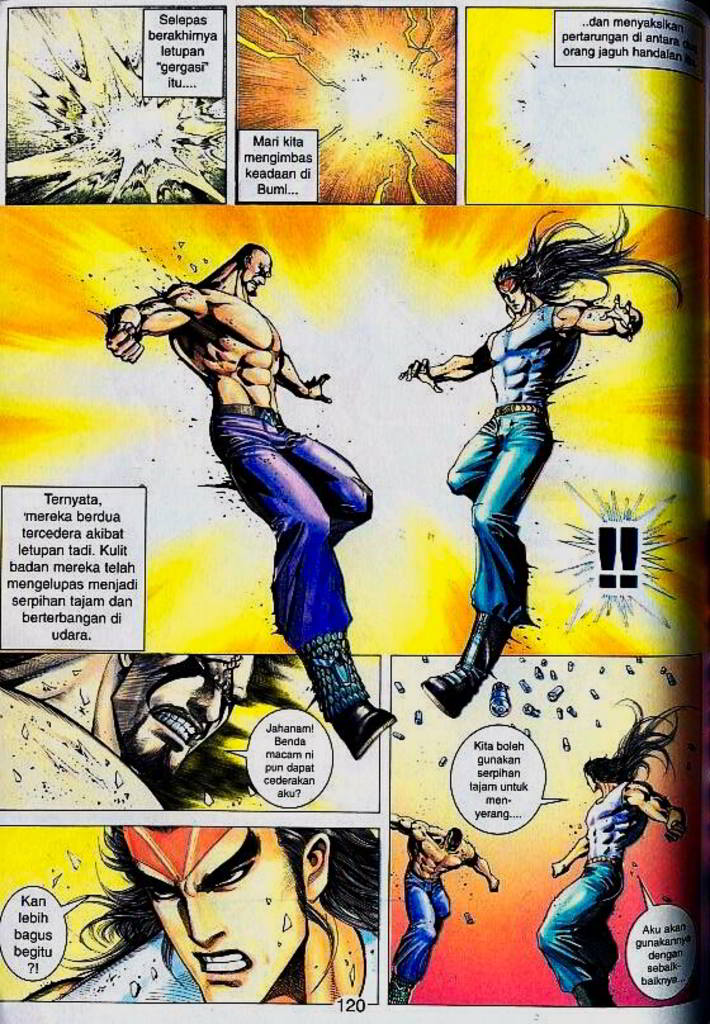 Selepas
berakhirnya
letupan
"gergasi"
itu....
Mari kita
mengimbas
keadaan di
Bumi...
..dan menyaksikan
pertarungan di antara
orang jaguh handalan
Ternyata,
mereka berdua
tercedera akibat
letupan tadi. Kulit
badan mereka telah
mengelupas menjadi
serpihan tajam dan
berterbangan di
udara.
!!
Jahanam!
Benda
macam ni
pun dapat
cederakan
aku?
Kita boleh
gunakan
serpihan
tajam untuk
men-
yerang....
Kan
lebih
bagus
begitu
?!
Aku akan
gunakannya
dengan
sebaik-
baiknya...
120